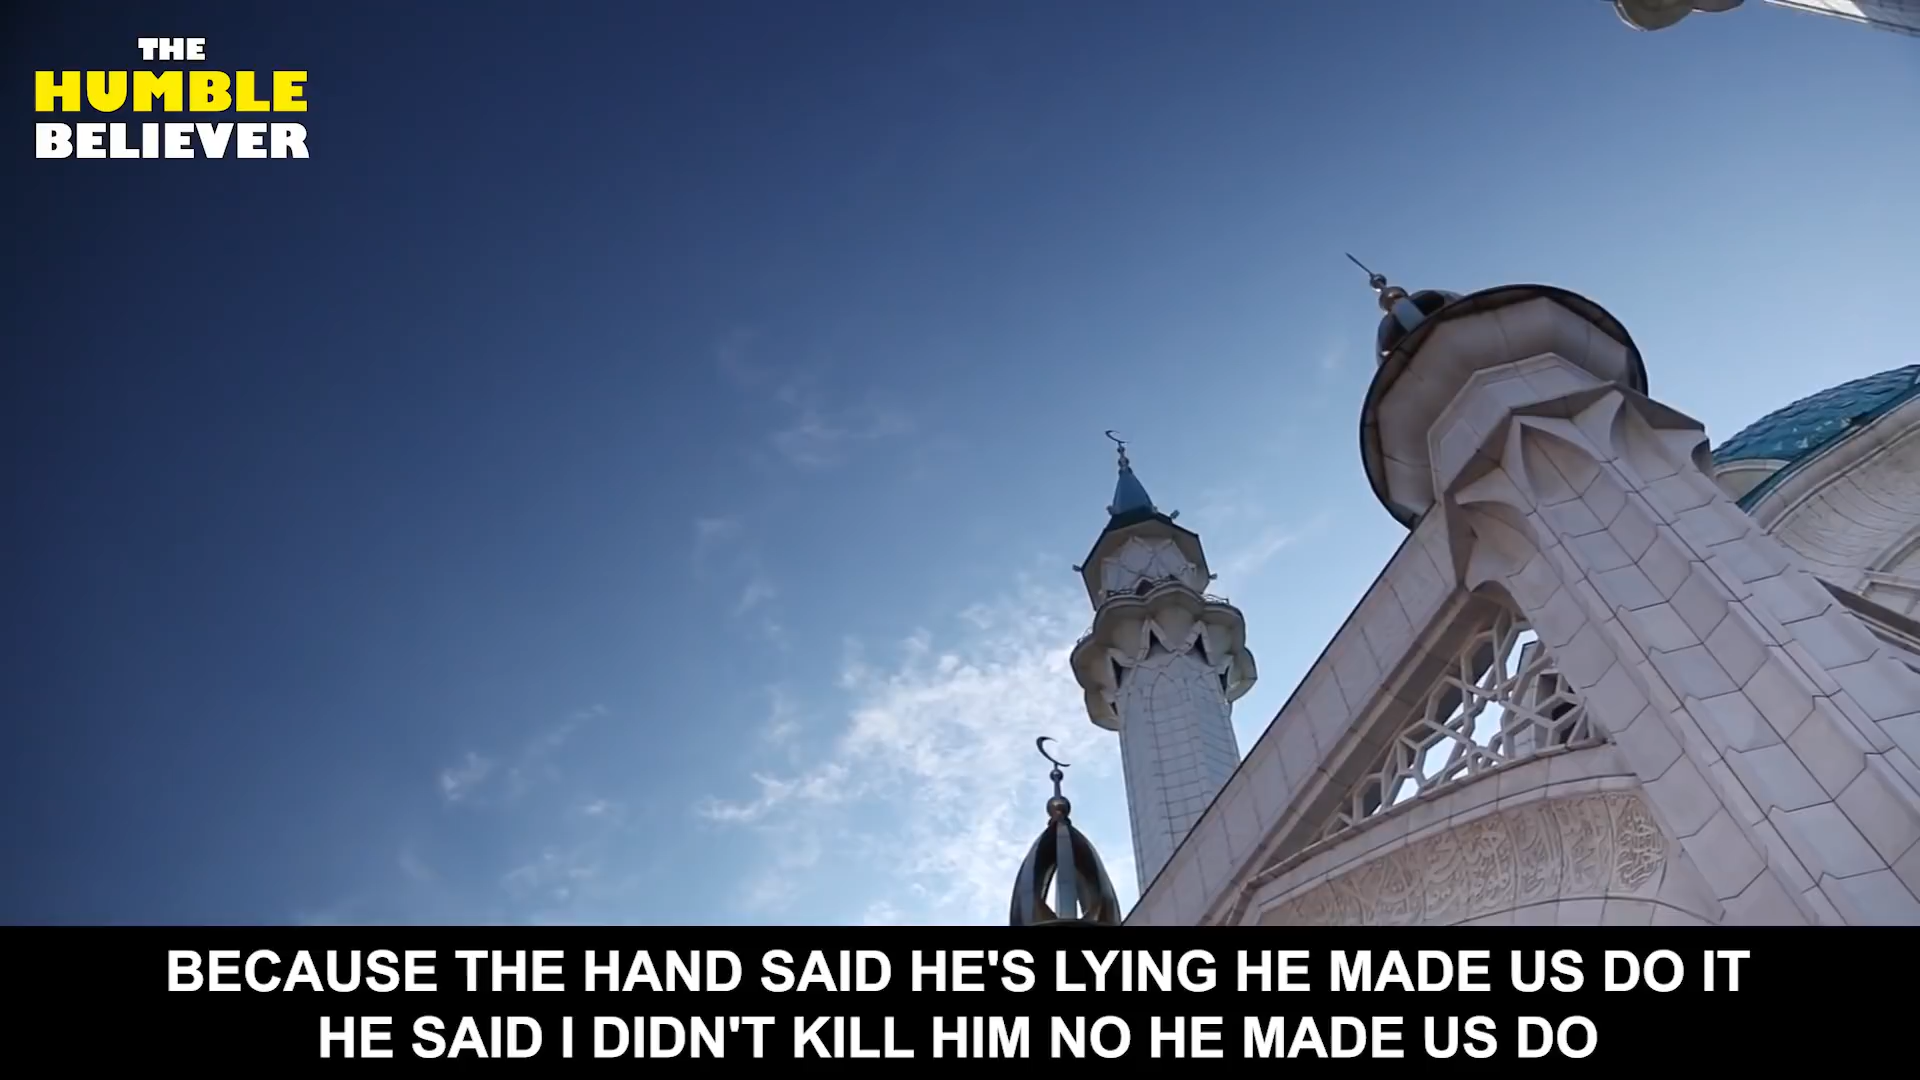 THE
HUMBLE
BELIEVER
BECAUSE THE HAND SAID HE'S LYING HE MADE US DO IT
HE SAID I DIDN'T KILL HIM NO HE MADE US DO